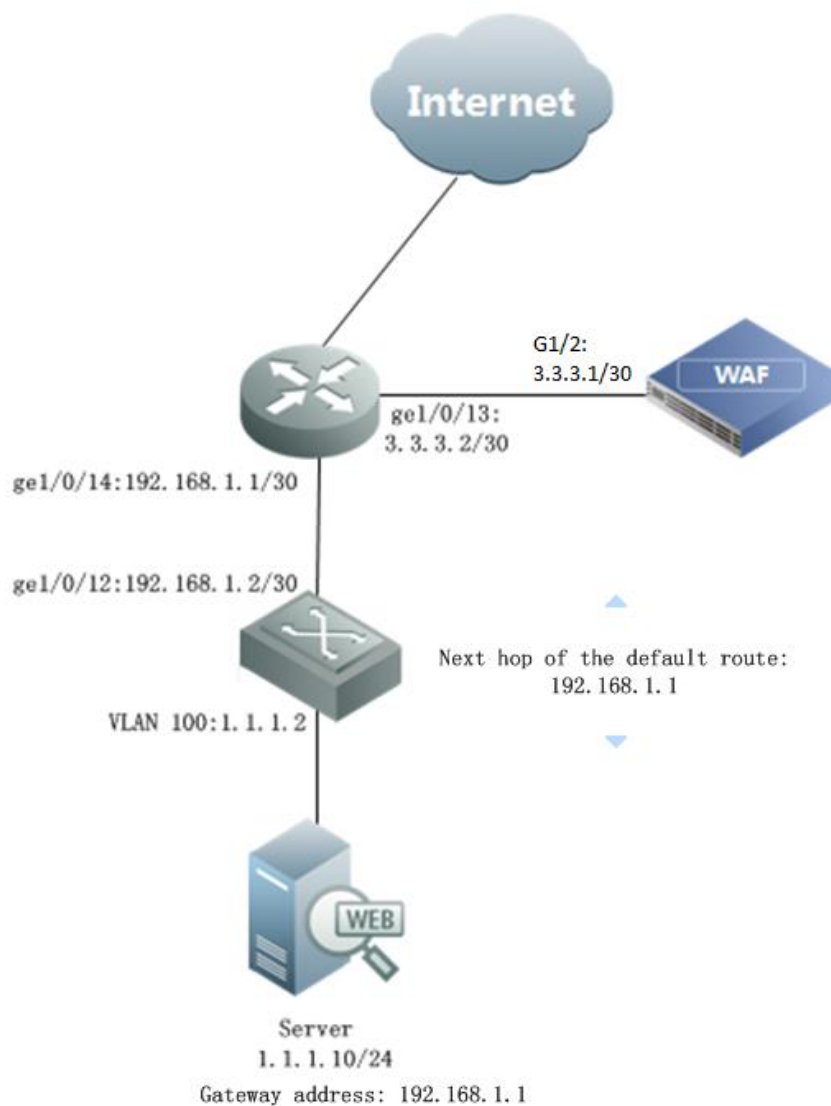 Internet
G1/2:
3.3.3.1/30
WAF
ge1/0/13:
3.3.3.2/30
ge1/0/14:192.168.1.1/30
ge1/0/12:192.168.1.2/30
Next hop of the default route:
192.168.1.1
VLAN 100:1.1.1.2
WEB
Server
1.1.1.10/24
Gateway address: 192.168.1.1